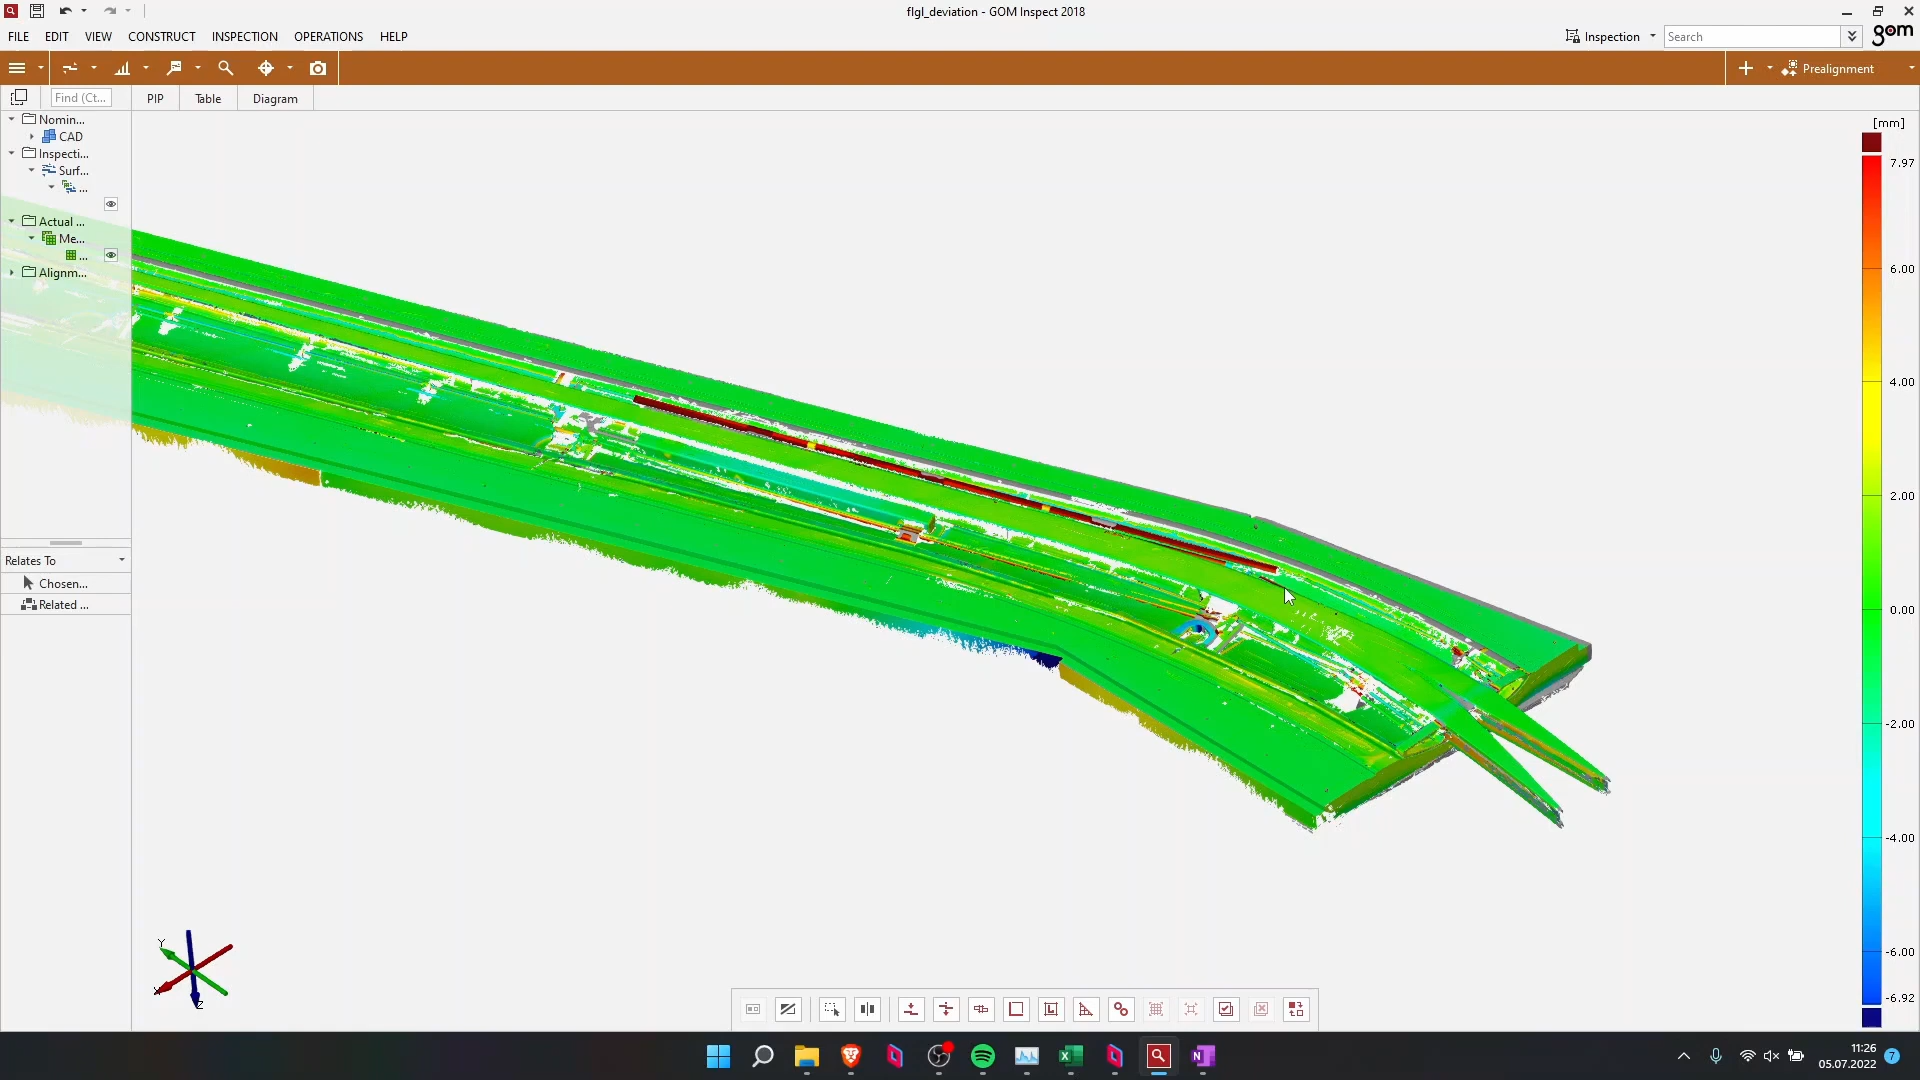 flgl_deviation - GOM Inspect 2018
FILE EDIT VIEW CONSTRUCT INSPECTION OPERATIONS HELP
Inspection
Search
gom
Prealignment
Find (Ct...
PIP Table Diagram
Nomin...
CAD
Inspecti...
Surf...
...
Actual ...
Me...
...
Alignm...
Relates To
Chosen...
Related ...
[mm]
7.97
6.00
4.00
2.00
0.00
-2.00
-4.00
-6.00
-6.92
Y
X
Z
11:26
05.07.2022
7